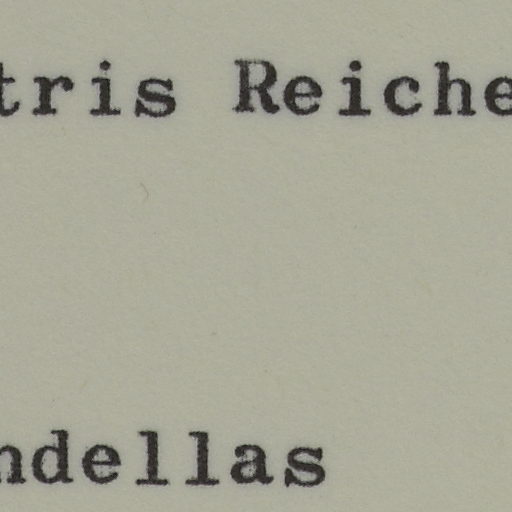 tris Reiche
ndellas